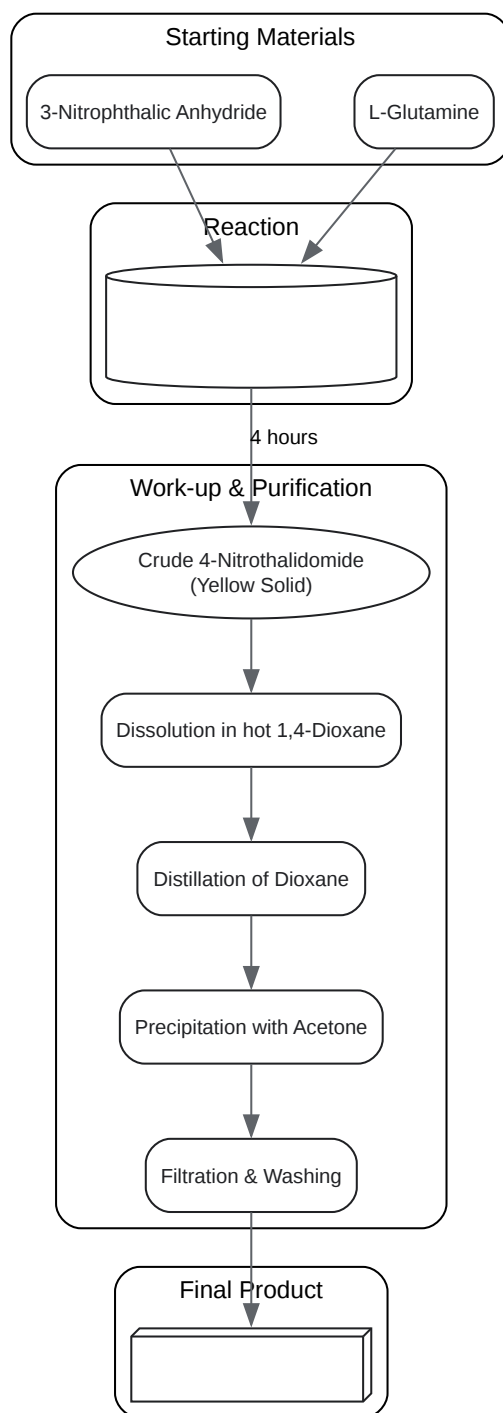 Starting Materials
3-Nitrophthalic Anhydride
L-Glutamine
Reaction
4 hours
Work-up & Purification
Crude 4-Nitrothalidomide
(Yellow Solid)
Dissolution in hot 1,4-Dioxane
Distillation of Dioxane
Precipitation with Acetone
Filtration & Washing
Final Product